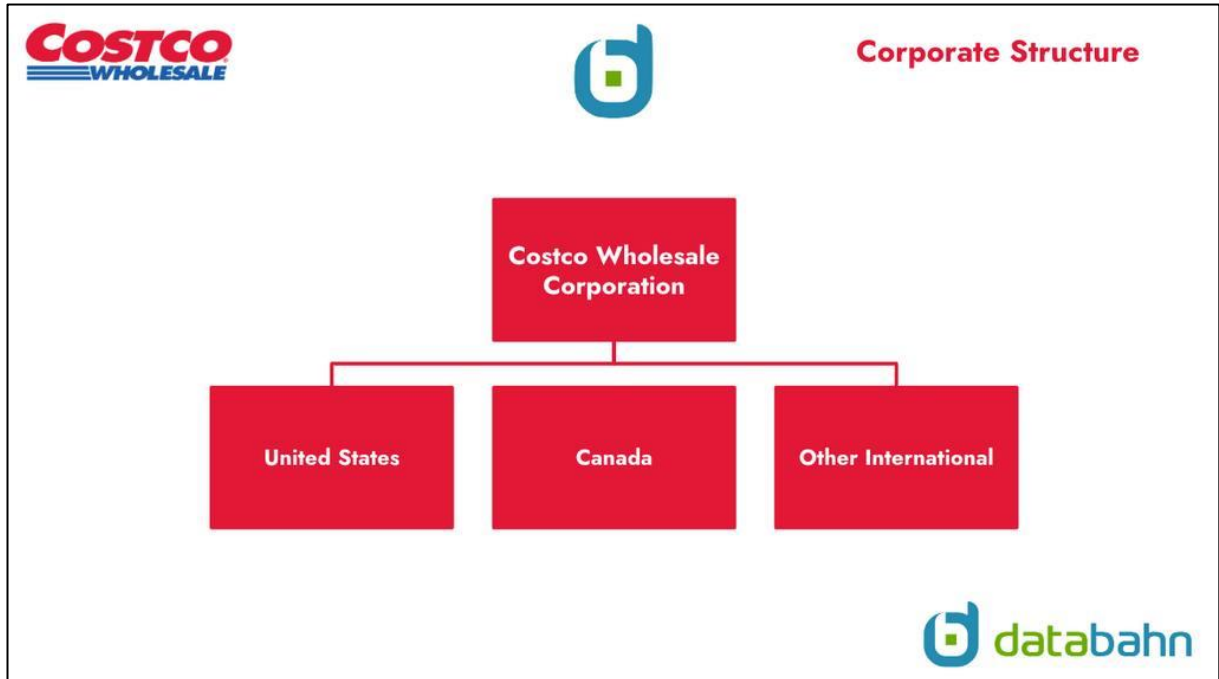 COSTCO
WHOLESALE
Corporate Structure
Costco Wholesale
Corporation
United States
Canada
Other International
databahn